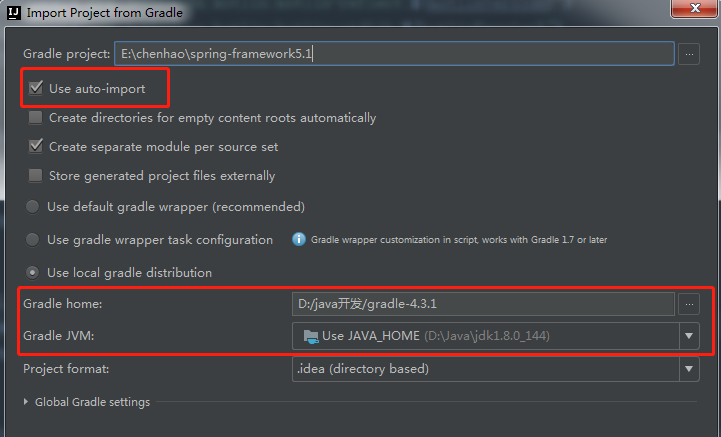 Import Project from Gradle
Gradle project: E:\chenhao\spring-framework5.1
Use auto-import
Create directories for empty content roots automatically
Create separate module per source set
Store generated project files externally
Use default gradle wrapper (recommended)
Use gradle wrapper task configuration Gradle wrapper customization in script, works with Gradle 1.7 or later
Use local gradle distribution
Gradle home: D:/java开发/gradle-4.3.1
Gradle JVM: Use JAVA_HOME (D:\Java\jdk1.8.0_144)
Project format: .idea (directory based)
Global Gradle settings